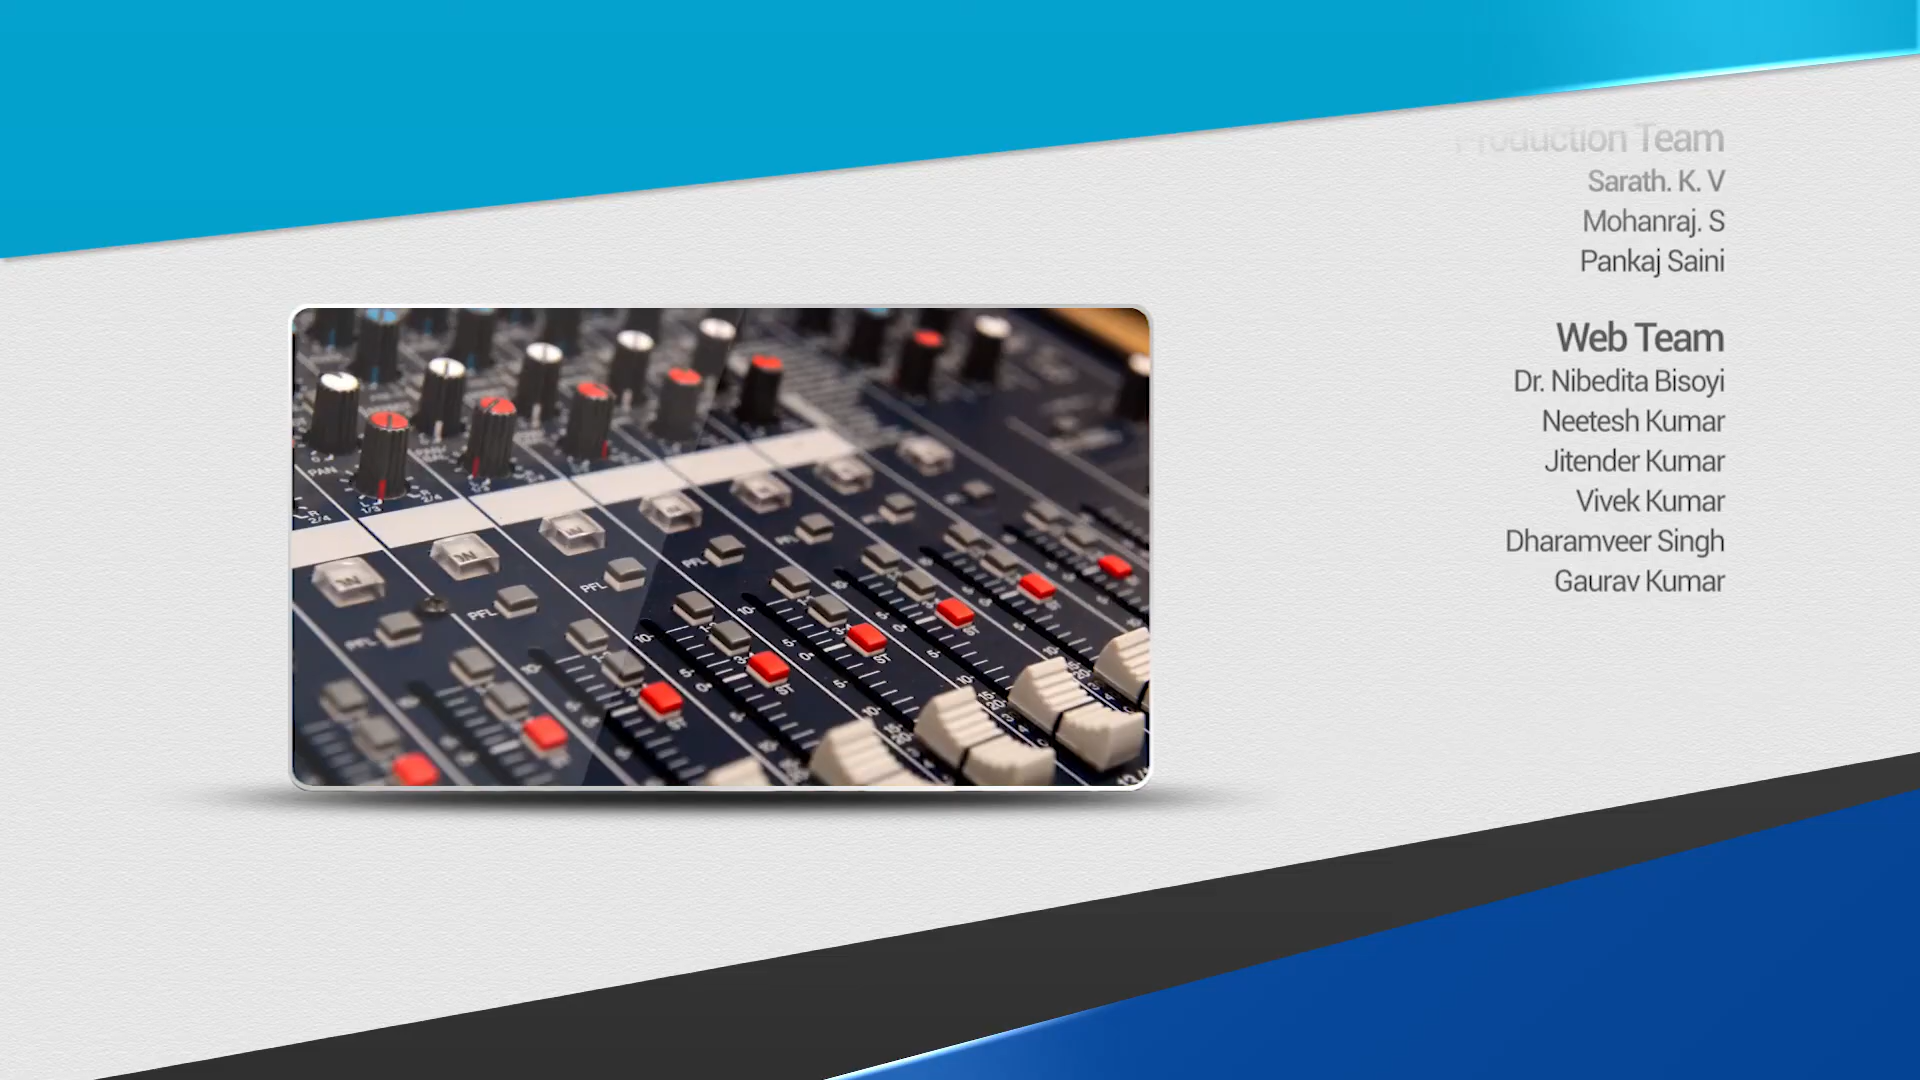 Production Team
Sarath. K. V
Mohanraj. S
Pankaj Saini
Web Team
Dr. Nibedita Bisoyi
Neetesh Kumar
Jitender Kumar
Vivek Kumar
Dharamveer Singh
Gaurav Kumar